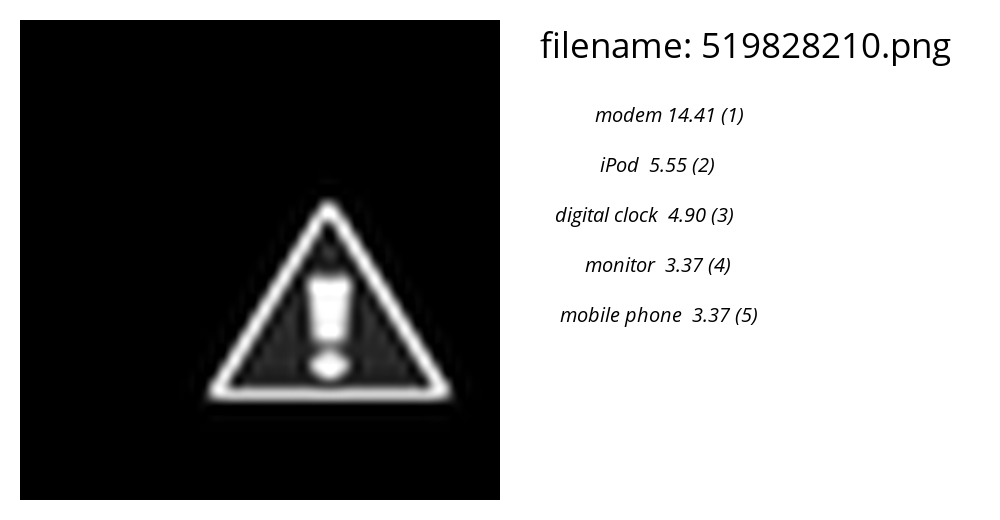 filename: 519828210.png
modem 14.41 (1)
iPod 5.55 (2)
digital clock 4.90 (3)
monitor 3.37 (4)
mobile phone 3.37 (5)
!